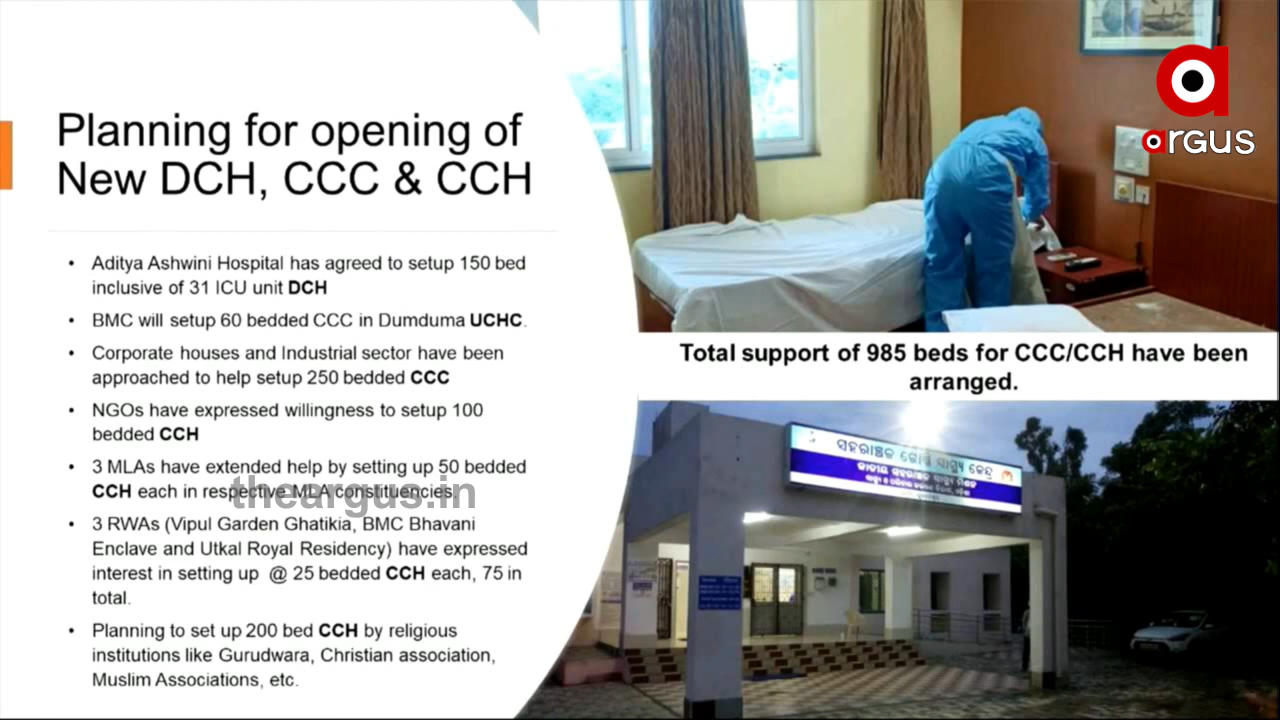 Planning for opening of
New DCH, CCC & CCH
• Aditya Ashwini Hospital has agreed to setup 150 bed
inclusive of 31 ICU unit DCH
• BMC will setup 60 bedded CCC in Dumduma UCHC.
• Corporate houses and Industrial sector have been
approached to help setup 250 bedded CCC
• NGOs have expressed willingness to setup 100
bedded CCH
• 3 MLAs have extended help by setting up 50 bedded
CCH each in respective MLA constituencies.
• 3 RWAs (Vipul Garden Ghatikia, BMC Bhavani
Enclave and Utkal Royal Residency) have expressed
interest in setting up @ 25 bedded CCH each, 75 in
total.
• Planning to set up 200 bed CCH by religious
institutions like Gurudwara, Christian association,
Muslim Associations, etc.
theargus.in
argus
Total support of 985 beds for CCC/CCH have been
arranged.
ସହରାଞ୍ଚଳ ଗୋଷ୍ଠୀ ସ୍ୱାସ୍ଥ୍ୟ କେନ୍ଦ୍ର
ଜାତୀୟ ସହରାଞ୍ଚଳ ସ୍ୱାସ୍ଥ୍ୟ ମିଶନ